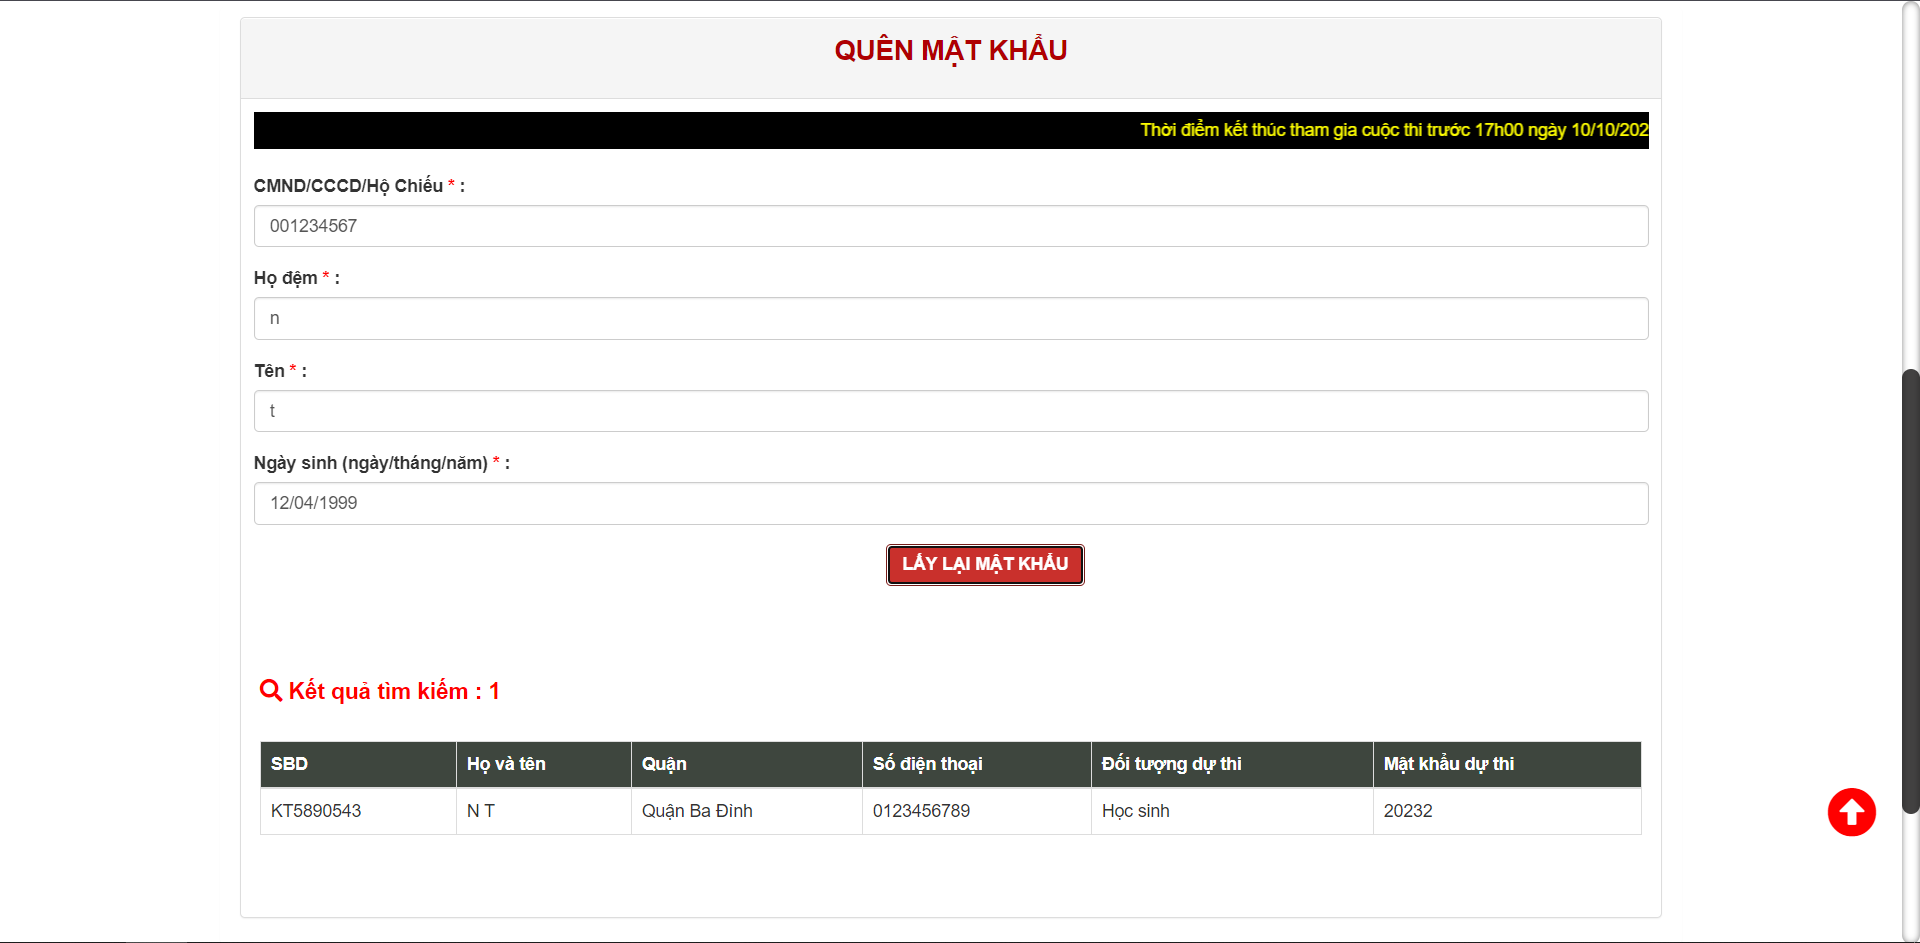 QUÊN MẬT KHẨU
Thời điểm kết thúc tham gia cuộc thi trước 17h00 ngày 10/10/202
CMND/CCCD/Hộ Chiếu * :
001234567
Họ đệm * :
n
Tên * :
t
Ngày sinh (ngày/tháng/năm) * :
12/04/1999
LẤY LẠI MẬT KHẨU
Kết quả tìm kiếm : 1
SBD Họ và tên Quận Số điện thoại Đối tượng dự thi Mật khẩu dự thi
KT5890543 N T Quận Ba Đình 0123456789 Học sinh 20232